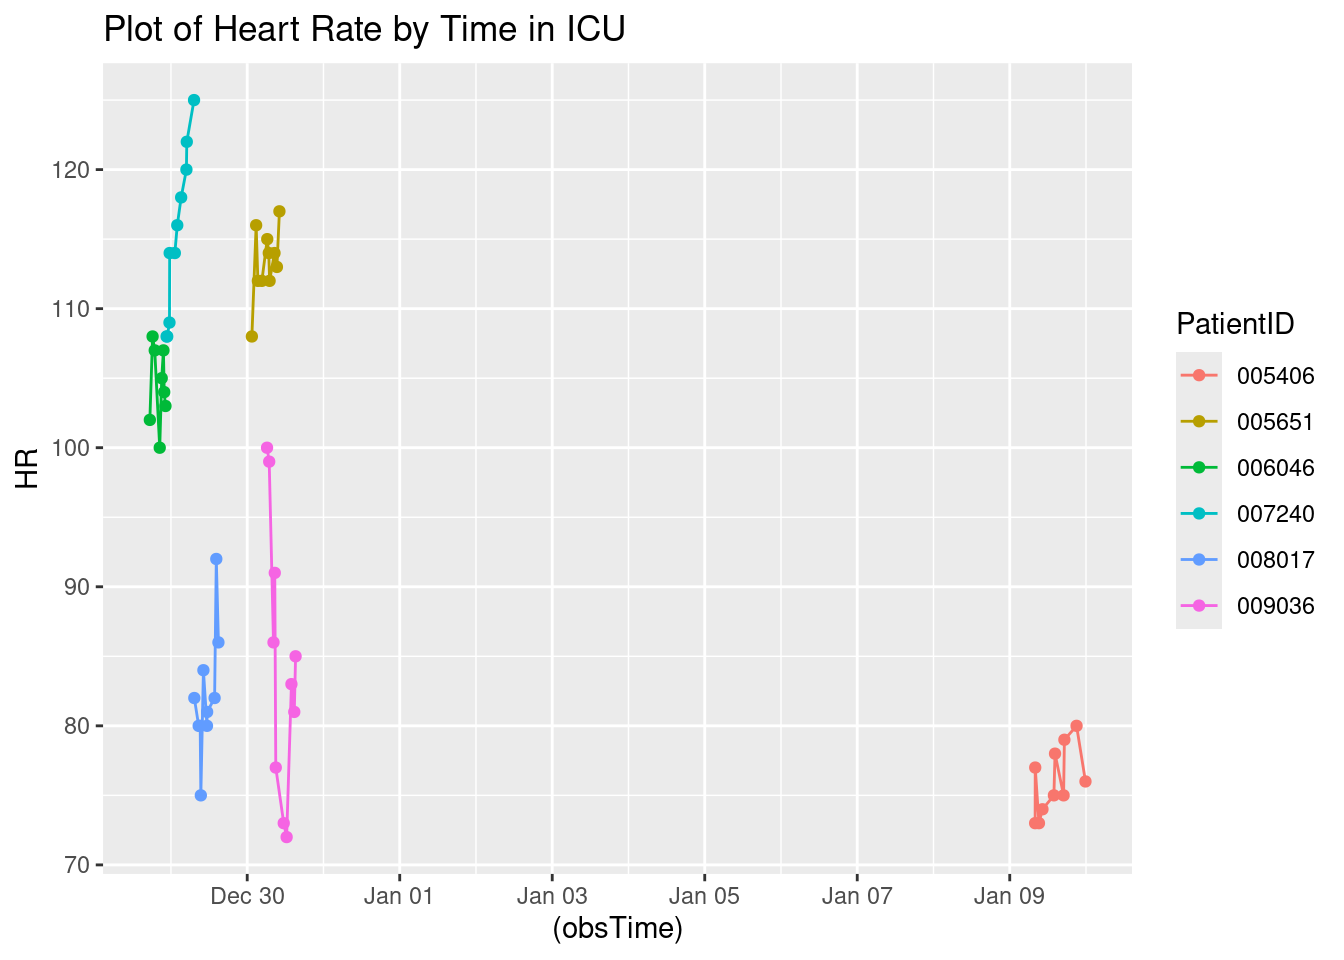 Plot of Heart Rate by Time in ICU
120
110
100
90
80
70
HR
Dec 30
Jan 01
Jan 03
Jan 05
Jan 07
Jan 09
(obsTime)
PatientID
005406
005651
006046
007240
008017
009036